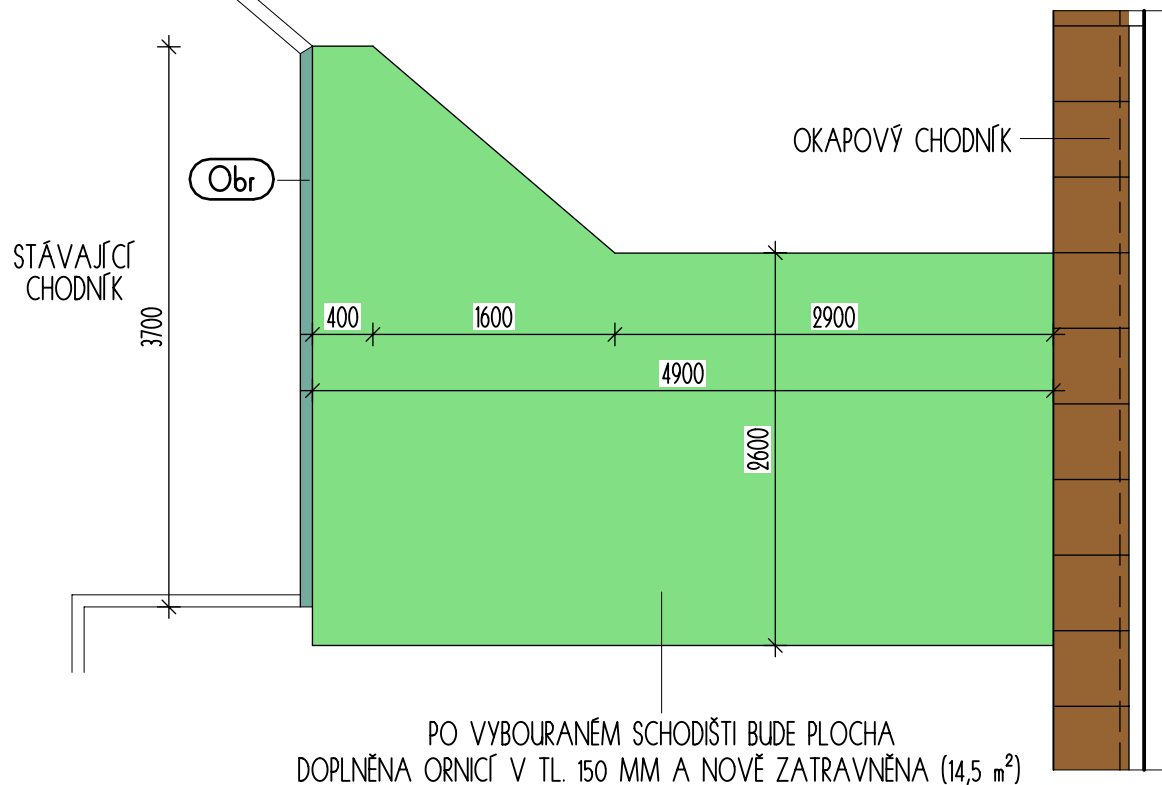 OKAPOVÝ CHODNÍK
Obr
STÁVAJÍCÍ
CHODNÍK
3700
400
1600
2900
4900
2600
PO VYBOURANÉM SCHODIŠTI BUDE PLOCHA
DOPLNĚNA ORNICÍ V TL. 150 MM A NOVĚ ZATRAVNĚNA (14,5 m²)